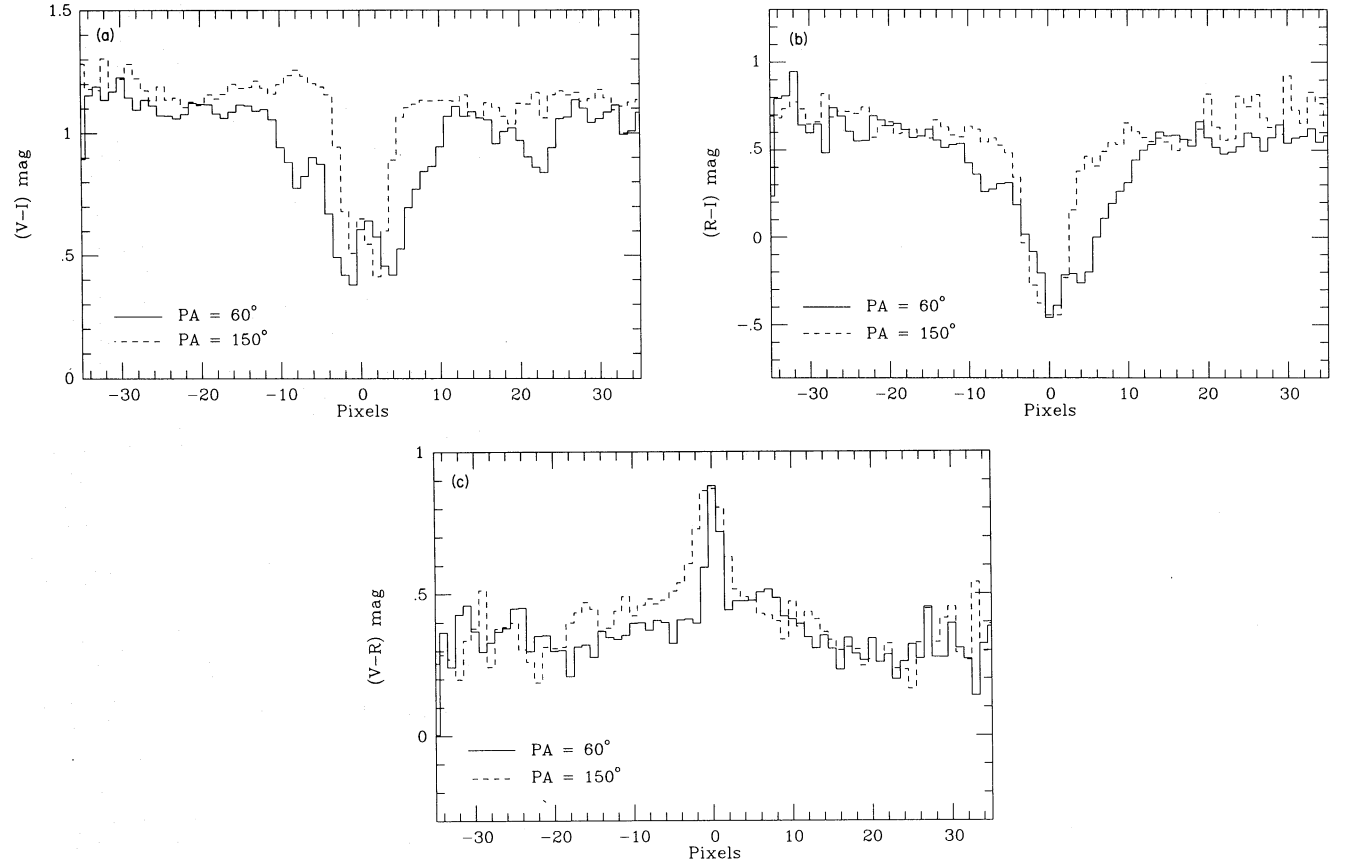 (a)
1.5
1
.5
0
(V−I) mag
PA = 60°
PA = 150°
−30 −20 −10 0 10 20 30
Pixels
(b)
1
.5
0
−.5
(R−I) mag
PA = 60°
PA = 150°
−30 −20 −10 0 10 20 30
Pixels
(c)
1
.5
0
(V−R) mag
PA = 60°
PA = 150°
−30 −20 −10 0 10 20 30
Pixels